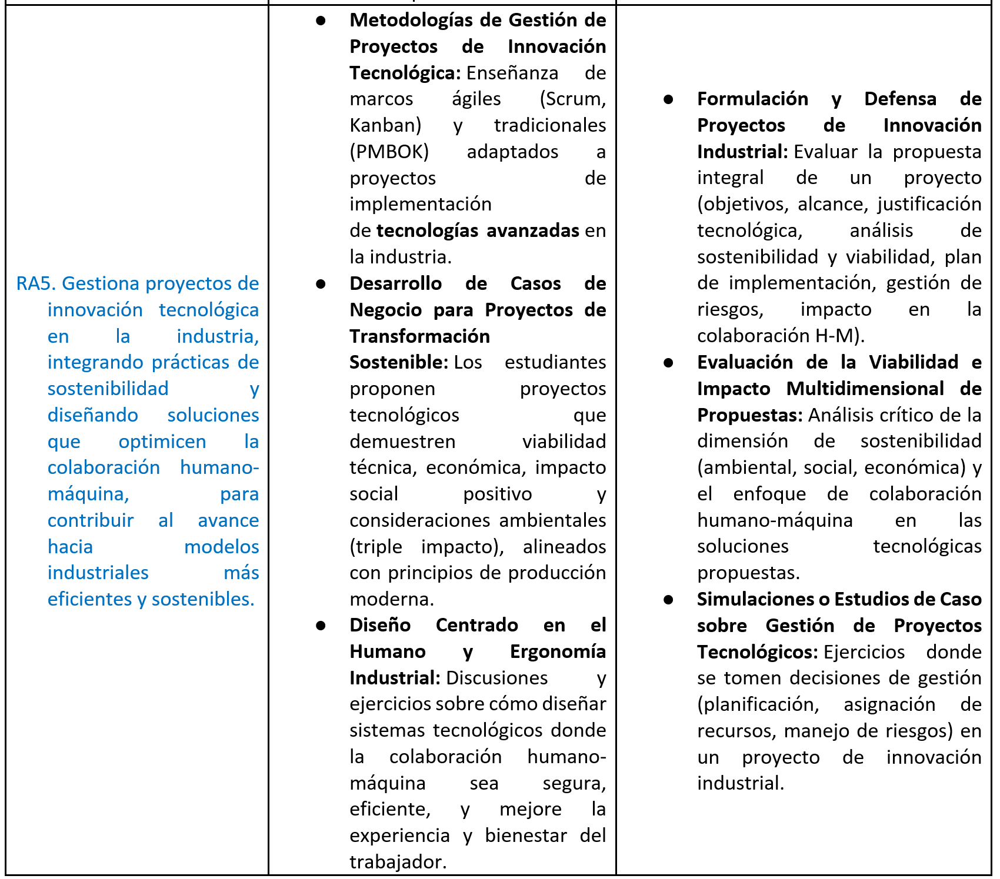 RA5. Gestiona proyectos de
innovación tecnológica
en la industria,
integrando prácticas de
sostenibilidad y
diseñando soluciones
que optimicen la
colaboración humano-
máquina, para
contribuir al avance
hacia modelos
industriales más
eficientes y sostenibles.
● Metodologías de Gestión de
Proyectos de Innovación
Tecnológica: Enseñanza de
marcos ágiles (Scrum,
Kanban) y tradicionales
(PMBOK) adaptados a
proyectos de
implementación
de tecnologías avanzadas en
la industria.
● Desarrollo de Casos de
Negocio para Proyectos de
Transformación
Sostenible: Los estudiantes
proponen proyectos
tecnológicos que
demuestren viabilidad
técnica, económica, impacto
social positivo y
consideraciones ambientales
(triple impacto), alineados
con principios de producción
moderna.
● Diseño Centrado en el
Humano y Ergonomía
Industrial: Discusiones y
ejercicios sobre cómo diseñar
sistemas tecnológicos donde
la colaboración humano-
máquina sea segura,
eficiente, y mejore la
experiencia y bienestar del
trabajador.
● Formulación y Defensa de
Proyectos de Innovación
Industrial: Evaluar la propuesta
integral de un proyecto
(objetivos, alcance, justificación
tecnológica, análisis de
sostenibilidad y viabilidad, plan
de implementación, gestión de
riesgos, impacto en la
colaboración H-M).
● Evaluación de la Viabilidad e
Impacto Multidimensional de
Propuestas: Análisis crítico de la
dimensión de sostenibilidad
(ambiental, social, económica) y
el enfoque de colaboración
humano-máquina en las
soluciones tecnológicas
propuestas.
● Simulaciones o Estudios de Caso
sobre Gestión de Proyectos
Tecnológicos: Ejercicios donde
se tomen decisiones de gestión
(planificación, asignación de
recursos, manejo de riesgos) en
un proyecto de innovación
industrial.